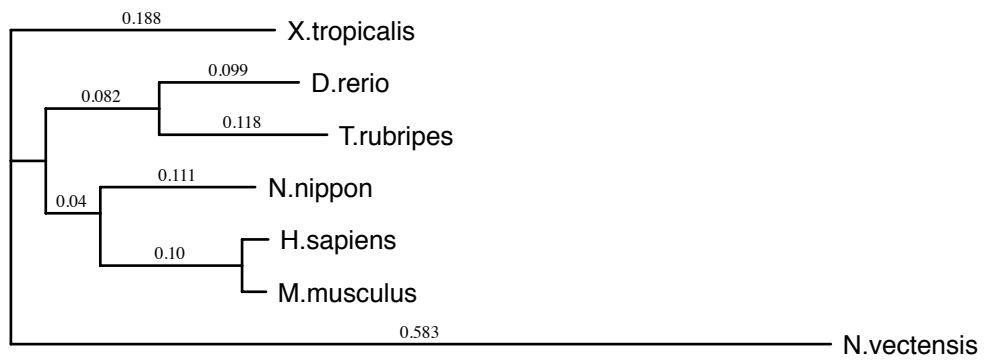 0.188
X.tropicalis
0.099
D.rerio
0.082
0.118
T.rubripes
0.111
N.nippon
0.04
H.sapiens
0.10
M.musculus
0.583
N.vectensis